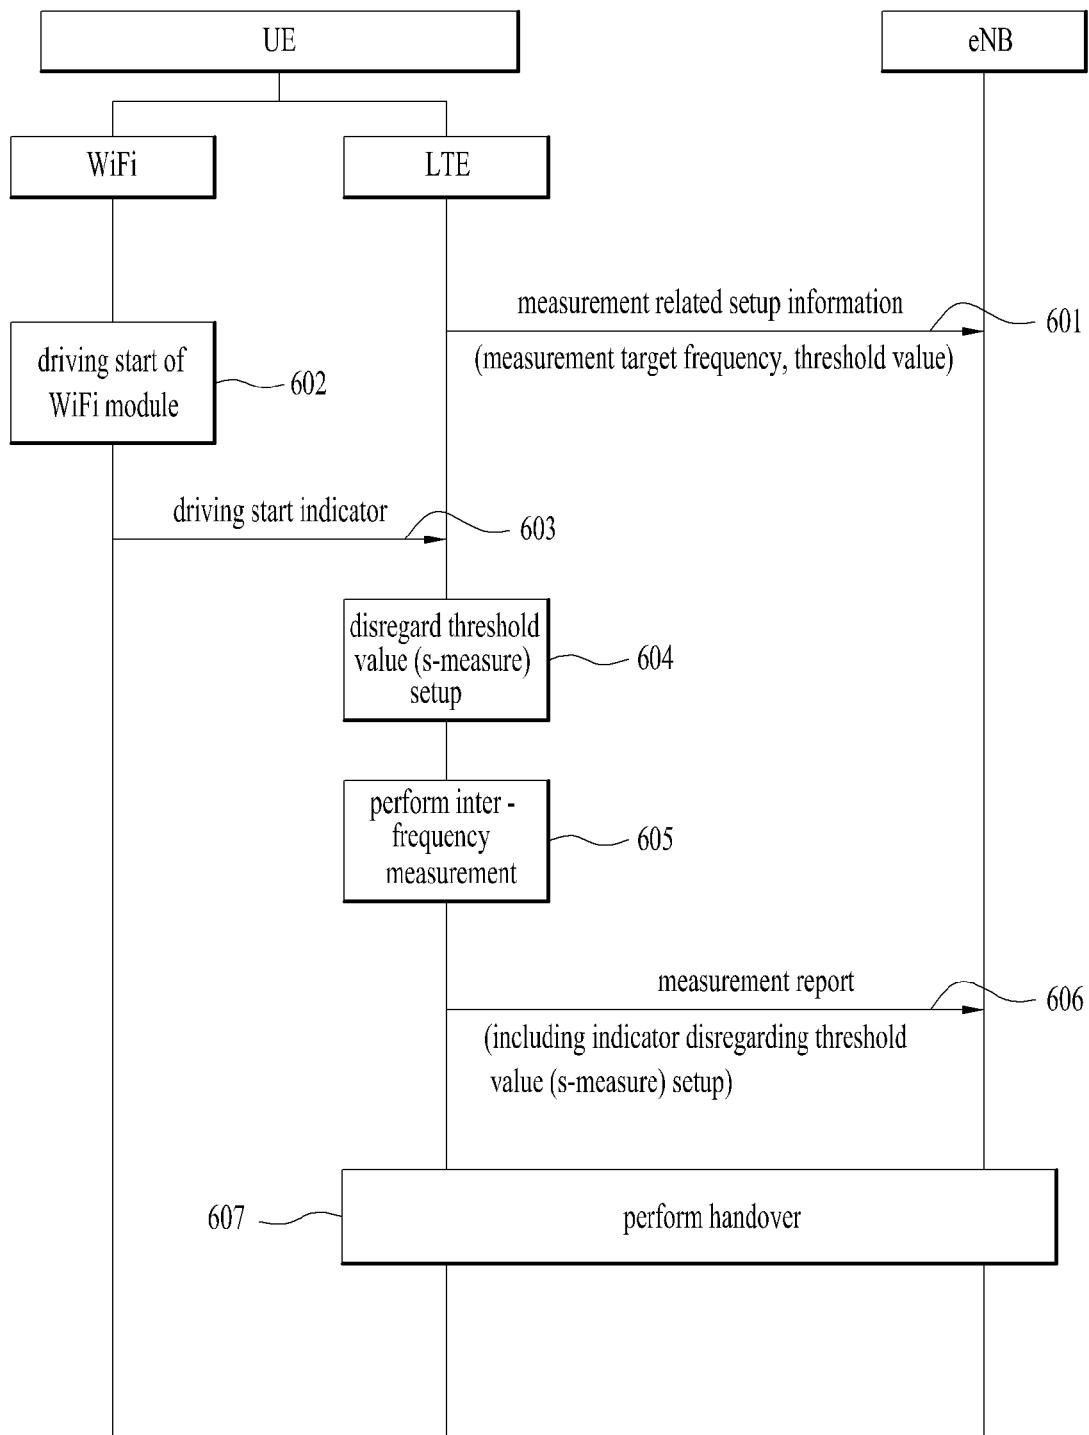 UE
eNB
WiFi
LTE
measurement related setup information
601
(measurement target frequency, threshold value)
driving start of
WiFi module
602
driving start indicator
603
disregard threshold
value (s-measure)
setup
604
perform inter -
frequency
measurement
605
measurement report
606
(including indicator disregarding threshold
value (s-measure) setup)
607
perform handover